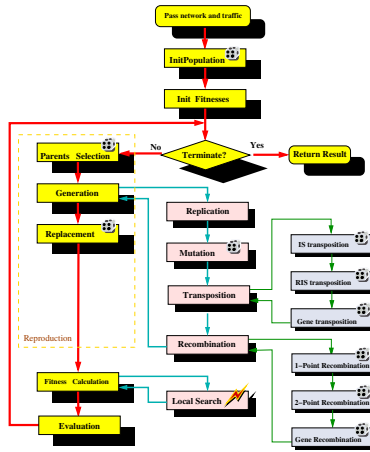 Pass network and traffic
InitPopulation
Init Fitnesses
No
Terminate?
Yes
Parents Selection
Return Result
Generation
Replication
Replacement
Mutation
IS transposition
Transposition
RIS transposition
Gene transposition
Reproduction
Recombination
1-Point Recombination
Fitness Calculation
Local Search
2-Point Recombination
Evaluation
Gene Recombination